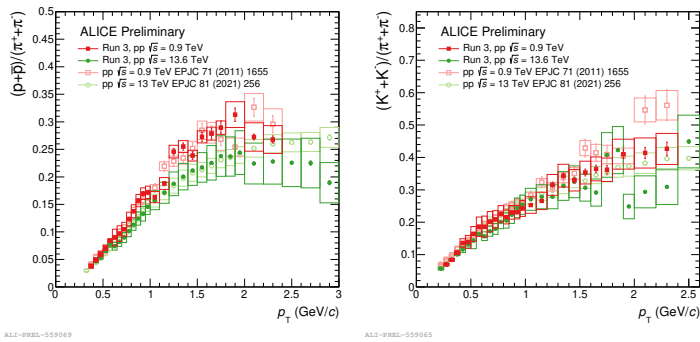 0.5
0.45
0.4
0.35
0.3
0.25
0.2
0.15
0.1
0.05
0
(p+p̅)/(π⁺+π⁻)
ALICE Preliminary
Run 3, pp √s = 0.9 TeV
Run 3, pp √s = 13.6 TeV
pp √s = 0.9 TeV EPJC 71 (2011) 1655
pp √s = 13 TeV EPJC 81 (2021) 256
0 0.5 1 1.5 2 2.5 3
p_T (GeV/c)
ALI-PREL-559069
(K⁺+K⁻)/(π⁺+π⁻)
0.8
0.7
0.6
0.5
0.4
0.3
0.2
0.1
0
ALICE Preliminary
Run 3, pp √s = 0.9 TeV
Run 3, pp √s = 13.6 TeV
pp √s = 0.9 TeV EPJC 71 (2011) 1655
pp √s = 13 TeV EPJC 81 (2021) 256
0 0.5 1 1.5 2 2.5
p_T (GeV/c)
ALI-PREL-559065